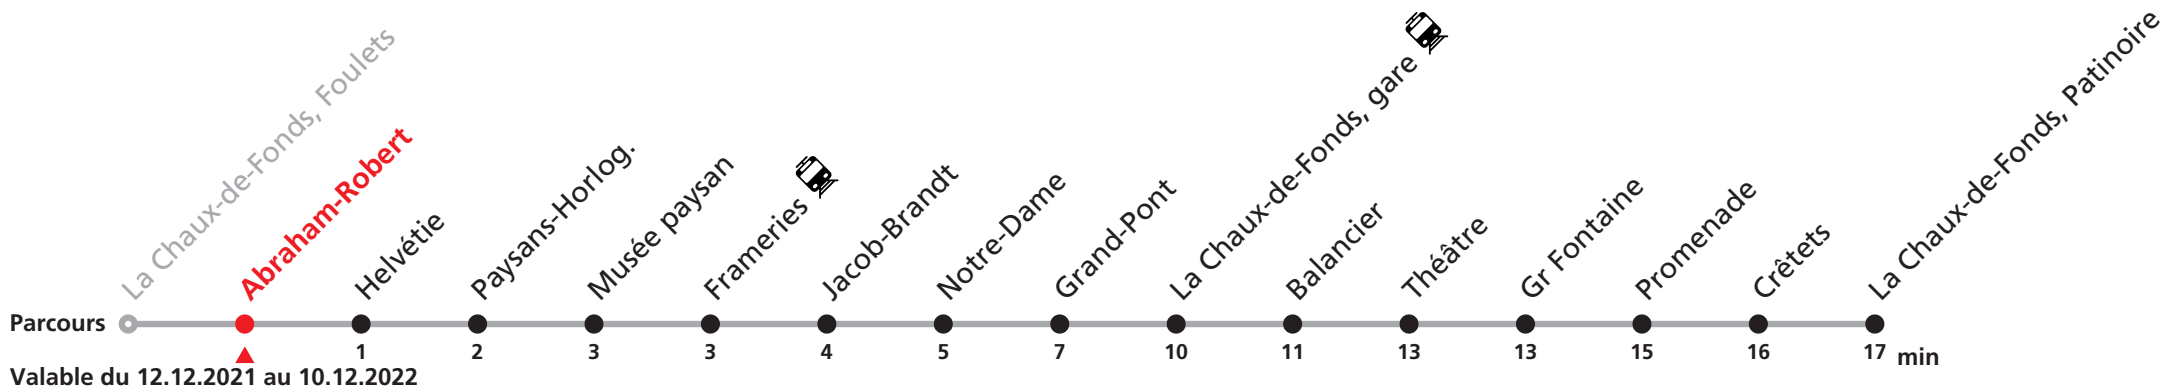 La Chaux-de-Fonds, Foulets
Abraham-Robert
Helvétie
Paysans-Horlog.
Musée paysan
Frameries
Jacob-Brandt
Notre-Dame
Grand-Pont
La Chaux-de-Fonds, gare
Balancier
Théâtre
Gr Fontaine
Promenade
Crêtets
La Chaux-de-Fonds, Patinoire
Parcours
1 2 3 3 4 5 7 10 11 13 13 15 16 17 min
Valable du 12.12.2021 au 10.12.2022